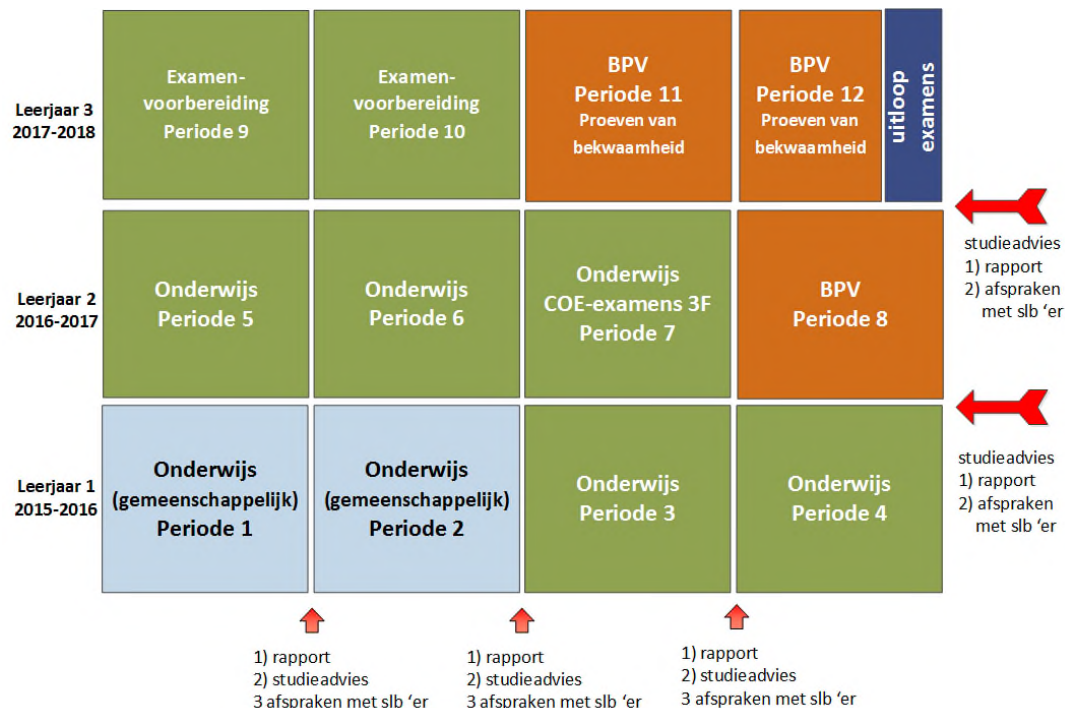 Leerjaar 3
2017-2018
Examen-
voorbereiding
Periode 9
Examen-
voorbereiding
Periode 10
BPV
Periode 11
Proeven van
bekwaamheid
BPV
Periode 12
Proeven van
bekwaamheid
uitloop
examens
studieadvies
1) rapport
2) afspraken
met slb ‘er
Leerjaar 2
2016-2017
Onderwijs
Periode 5
Onderwijs
Periode 6
Onderwijs
COE-examens 3F
Periode 7
BPV
Periode 8
studieadvies
1) rapport
2) afspraken
met slb ‘er
Leerjaar 1
2015-2016
Onderwijs
(gemeenschappelijk)
Periode 1
Onderwijs
(gemeenschappelijk)
Periode 2
Onderwijs
Periode 3
Onderwijs
Periode 4
1) rapport
2) studieadvies
3 afspraken met slb ‘er
1) rapport
2) studieadvies
3 afspraken met slb ‘er
1) rapport
2) studieadvies
3 afspraken met slb ‘er